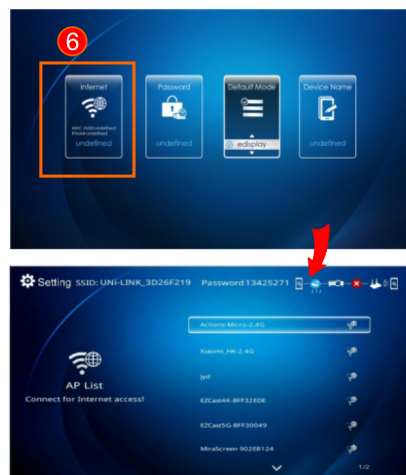 6
Internet
MAC Addr:undefined
IPAddr:undefined
undefined
Password
undefined
Default Mode
edisplay
Device Name
undefined
Setting SSID: UNi-LINK_3D26F219 Password 13425271
AP List
Connect for Internet access!
Actions-Micro-2.4G
Xiaomi_HK-2.4G
jyd
EZCast4K-BFF32EDE
EZCast5G-BFF30049
MiraScreen 902EB124
1/2